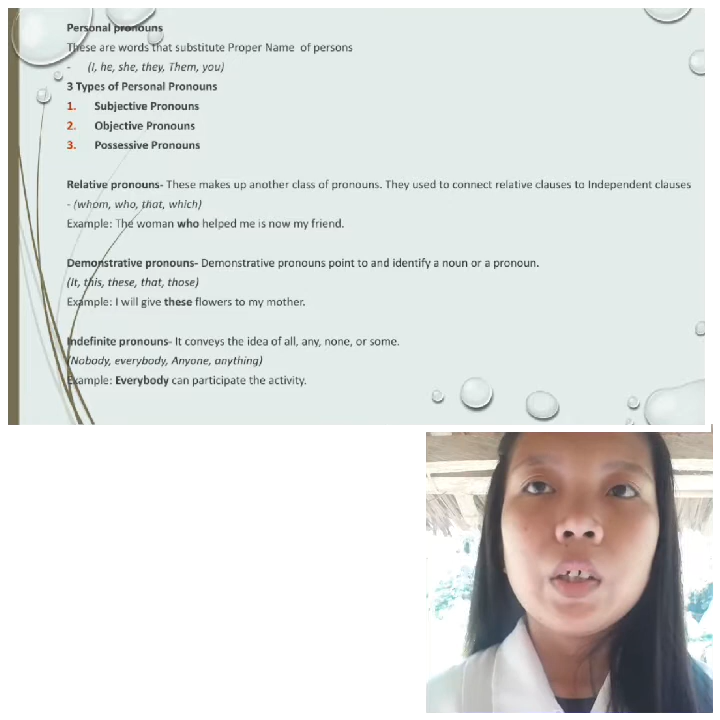 Personal pronouns
These are words that substitute Proper Name of persons
- (I, he, she, they, Them, you)
3 Types of Personal Pronouns
1. Subjective Pronouns
2. Objective Pronouns
3. Possessive Pronouns
Relative pronouns- These makes up another class of pronouns. They used to connect relative clauses to Independent clauses
- (whom, who, that, which)
Example: The woman who helped me is now my friend.
Demonstrative pronouns- Demonstrative pronouns point to and identify a noun or a pronoun.
(It, this, these, that, those)
Example: I will give these flowers to my mother.
Indefinite pronouns- It conveys the idea of all, any, none, or some.
(Nobody, everybody, Anyone, anything)
Example: Everybody can participate the activity.